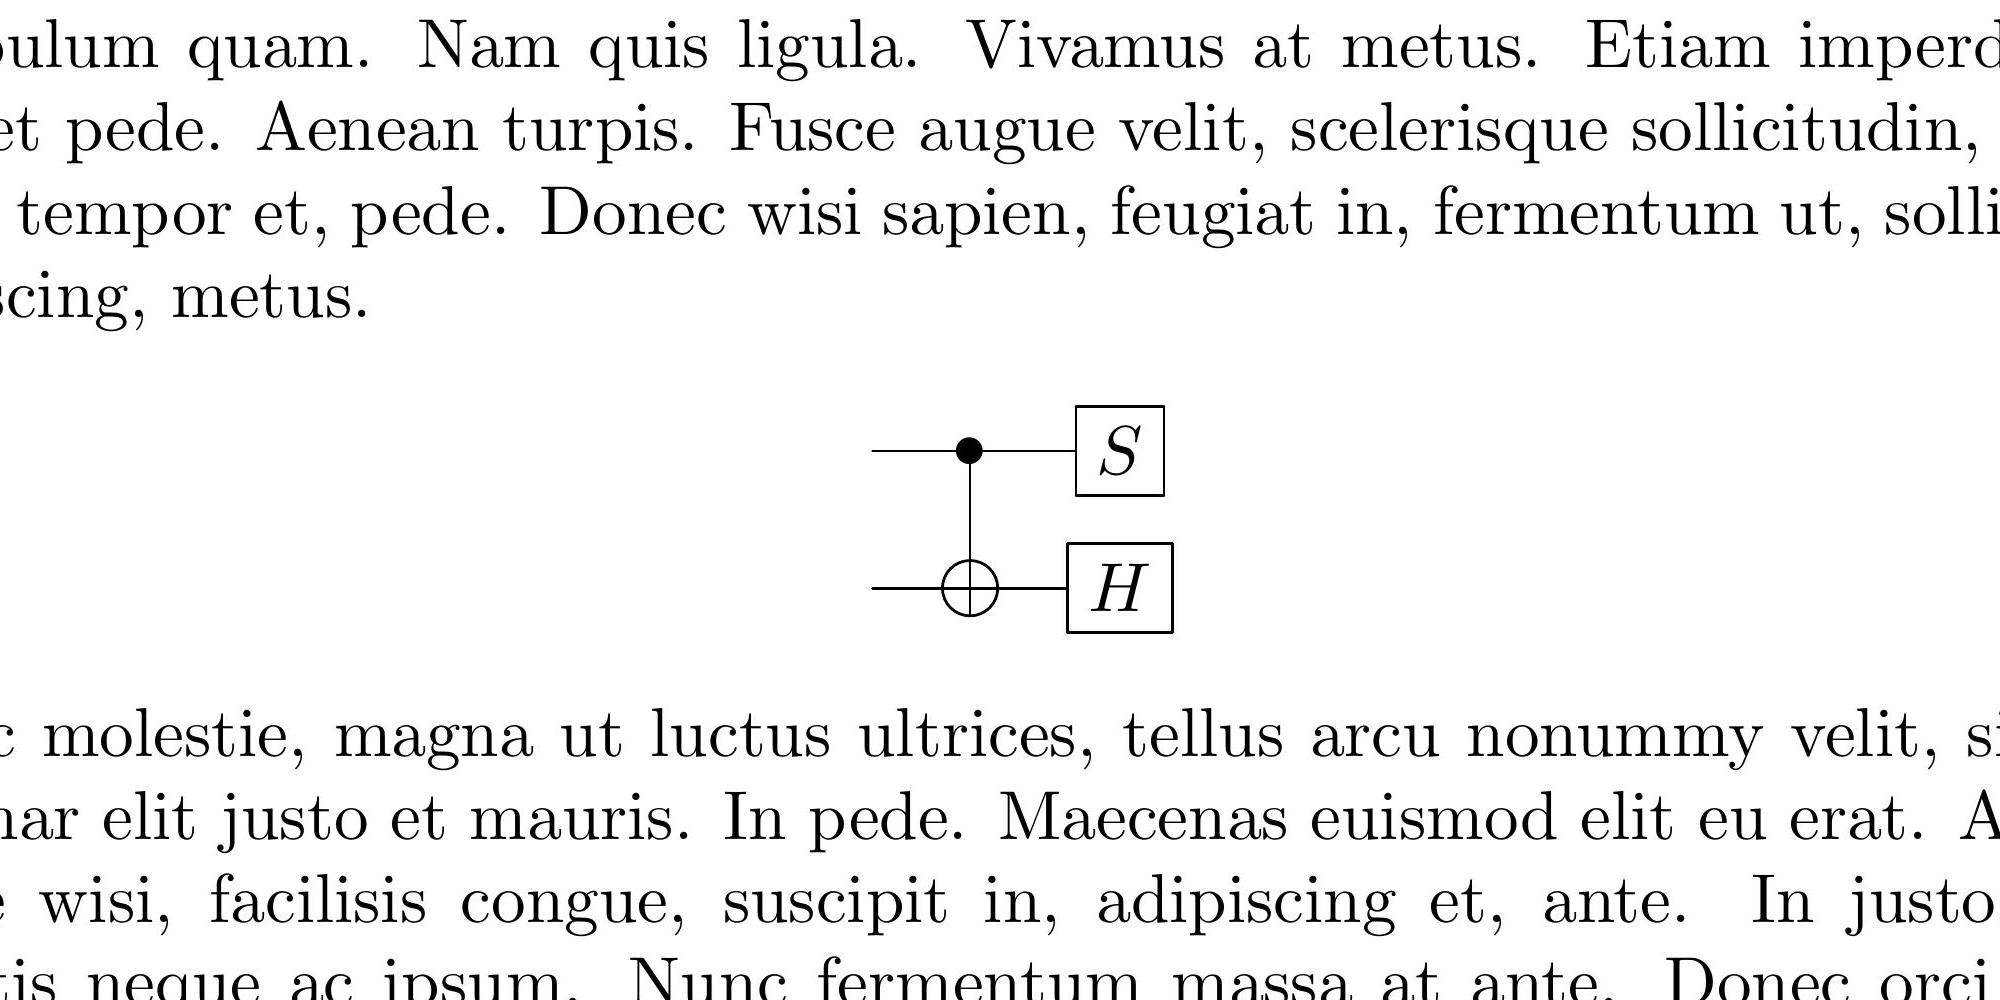 ulum quam. Nam quis ligula. Vivamus at metus. Etiam imperd
et pede. Aenean turpis. Fusce augue velit, scelerisque sollicitudin,
tempor et, pede. Donec wisi sapien, feugiat in, fermentum ut, solli
scing, metus.
S
H
c molestie, magna ut luctus ultrices, tellus arcu nonummy velit, si
nar elit justo et mauris. In pede. Maecenas euismod elit eu erat. A
e wisi, facilisis congue, suscipit in, adipiscing et, ante. In justo
tis neque ac ipsum. Nunc fermentum massa at ante. Donec orci